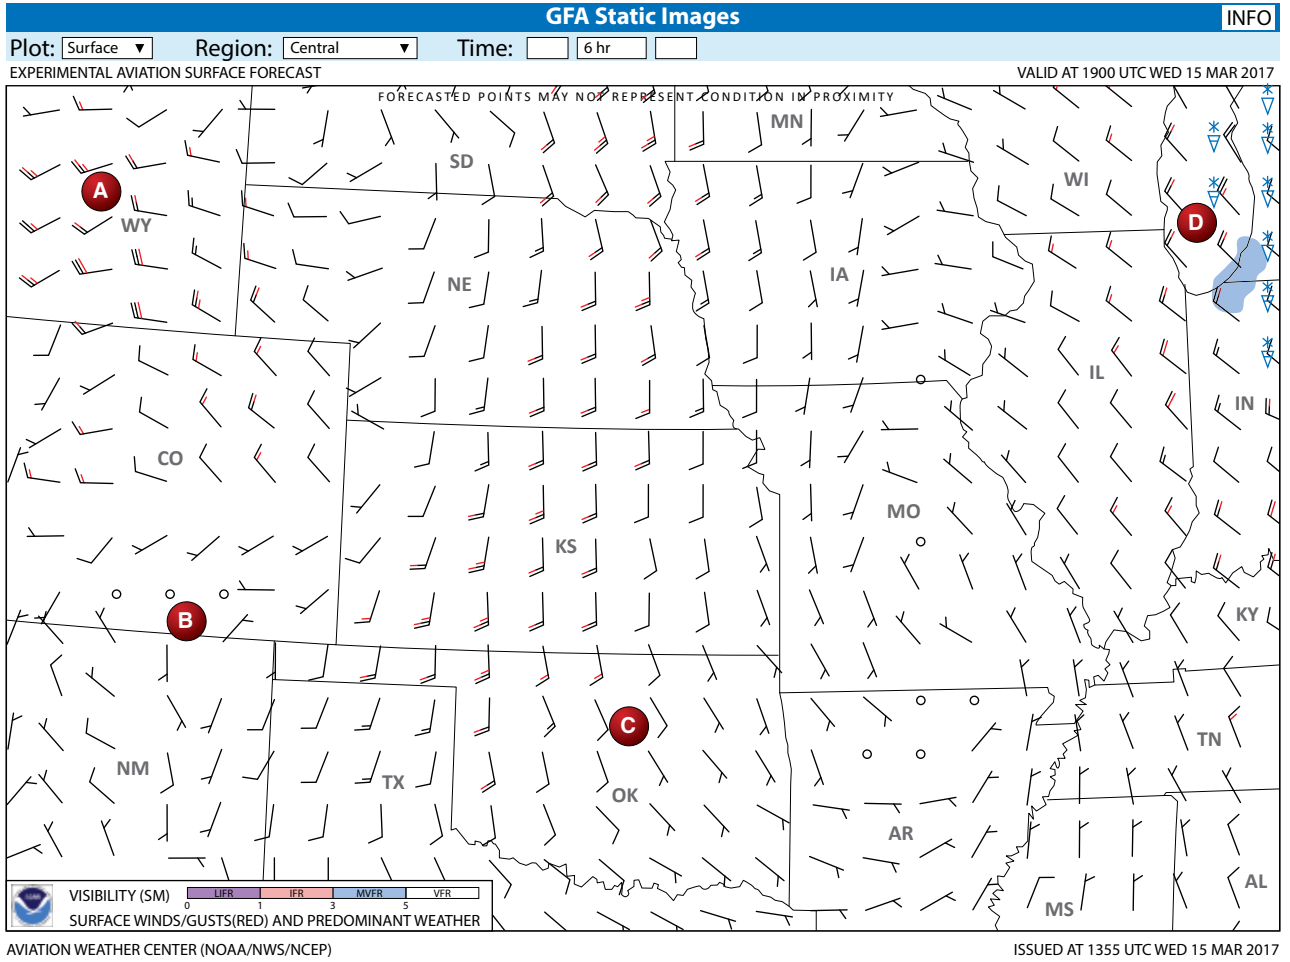 GFA Static Images
INFO
Plot: Surface ▼ Region: Central ▼ Time: 6 hr
EXPERIMENTAL AVIATION SURFACE FORECAST VALID AT 1900 UTC WED 15 MAR 2017
FORECASTED POINTS MAY NOT REPRESENT CONDITION IN PROXIMITY
MN
SD
WI
A
WY
D
NE
IA
IL
IN
CO
MO
KS
B
KY
C
TN
NM
TX
OK
AR
AL
MS
VISIBILITY (SM) LIFR IFR MVFR VFR
0 1 3 5
SURFACE WINDS/GUSTS(RED) AND PREDOMINANT WEATHER
AVIATION WEATHER CENTER (NOAA/NWS/NCEP) ISSUED AT 1355 UTC WED 15 MAR 2017